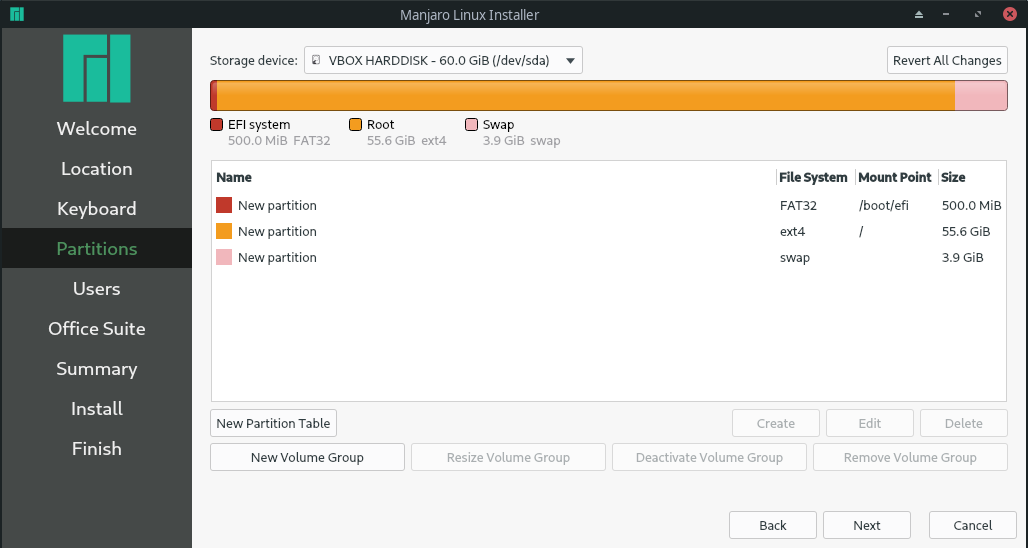 Manjaro Linux Installer
Welcome
Location
Keyboard
Partitions
Users
Office Suite
Summary
Install
Finish
Storage device: VBOX HARDDISK - 60.0 GiB (/dev/sda) Revert All Changes
EFI system Root Swap
500.0 MiB FAT32 55.6 GiB ext4 3.9 GiB swap
Name File System Mount Point Size
New partition FAT32 /boot/efi 500.0 MiB
New partition ext4 / 55.6 GiB
New partition swap 3.9 GiB
New Partition Table Create Edit Delete
New Volume Group Resize Volume Group Deactivate Volume Group Remove Volume Group
Back Next Cancel